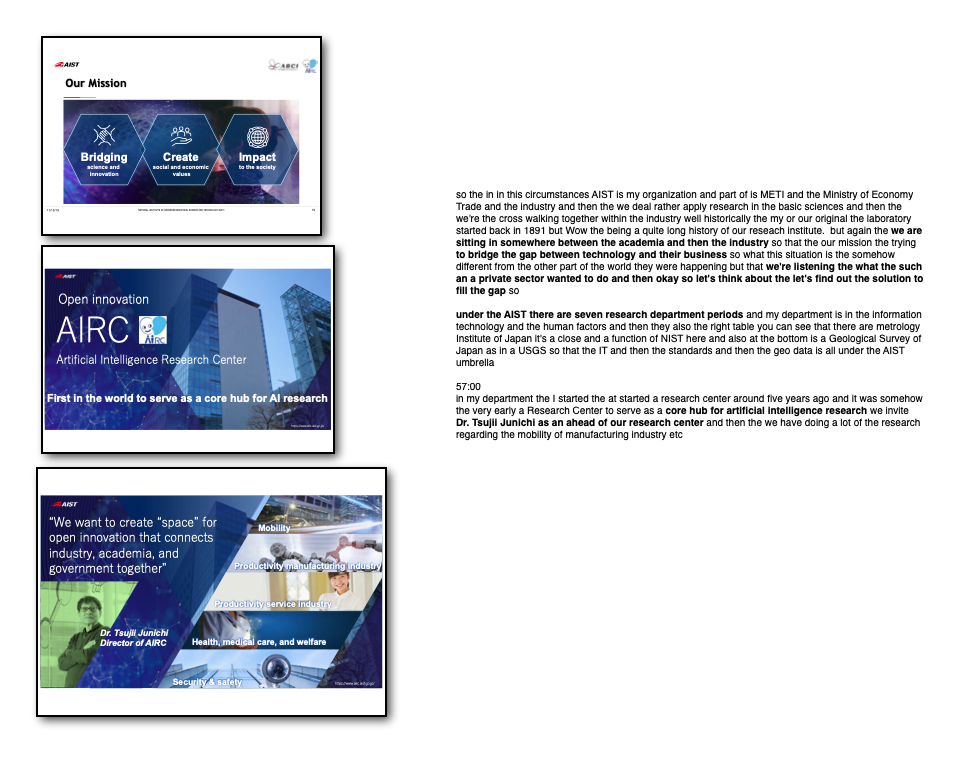 AIST
ABCI
AIRC
Our Mission
Bridging
science and
innovation
Create
social and economic
values
Impact
to the society
AIST
Open innovation
AIRC
AIRC
Artificial Intelligence Research Center
First in the world to serve as a core hub for AI research
AIST
“We want to create “space” for
open innovation that connects
industry, academia, and
government together”
Dr. Tsujii Junichi
Director of AIRC
Mobility
Productivity manufacturing industry
Productivity service industry
Health, medical care, and welfare
Security & safety
so the in in this circumstances AIST is my organization and part of is METI and the Ministry of Economy
Trade and the industry and then the we deal rather apply research in the basic sciences and then the
we're the cross walking together within the industry well historically the my or our original the laboratory
started back in 1891 but Wow the being a quite long history of our reseach institute.  but again the we are
sitting in somewhere between the academia and then the industry so that the our mission the trying
to bridge the gap between technology and their business so what this situation is the somehow
different from the other part of the world they were happening but that we're listening the what the such
an a private sector wanted to do and then okay so let's think about the let's find out the solution to
fill the gap so
under the AIST there are seven research department periods and my department is in the information
technology and the human factors and then they also the right table you can see that there are metrology
Institute of Japan it's a close and a function of NIST here and also at the bottom is a Geological Survey of
Japan as in a USGS so that the IT and then the standards and then the geo data is all under the AIST
umbrella
57:00
in my department the I started the at started a research center around five years ago and it was somehow
the very early a Research Center to serve as a core hub for artificial intelligence research we invite
Dr. Tsujii Junichi as an ahead of our research center and then the we have doing a lot of the research
regarding the mobility of manufacturing industry etc